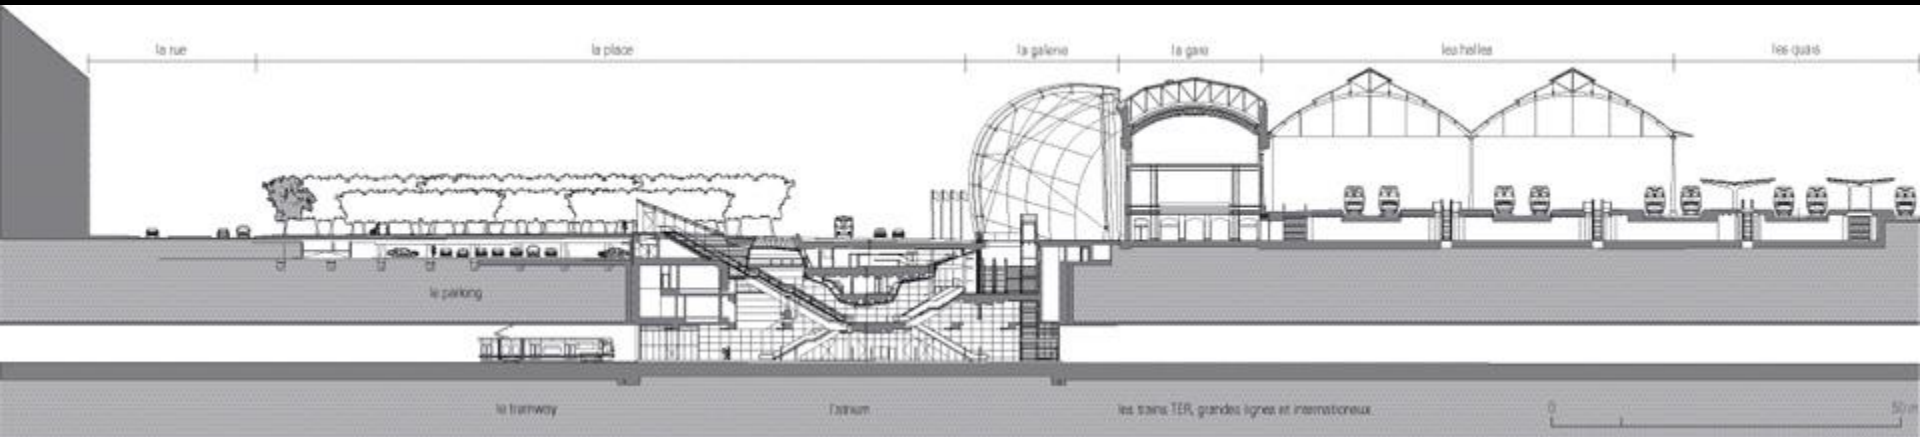 la rue
la place
la galerie
la gare
les halles
les quais
le parking
le tramway
l'atrium
les trains TER, grandes lignes et internationaux
0
50 m